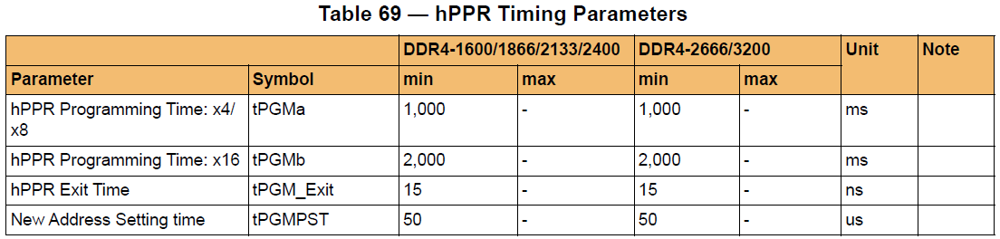 Table 69 — hPPR Timing Parameters
DDR4-1600/1866/2133/2400 DDR4-2666/3200 Unit Note
Parameter Symbol min max min max
hPPR Programming Time: x4/ tPGMa 1,000 - 1,000 - ms
x8
hPPR Programming Time: x16 tPGMb 2,000 - 2,000 - ms
hPPR Exit Time tPGM_Exit 15 - 15 - ns
New Address Setting time tPGMPST 50 - 50 - us